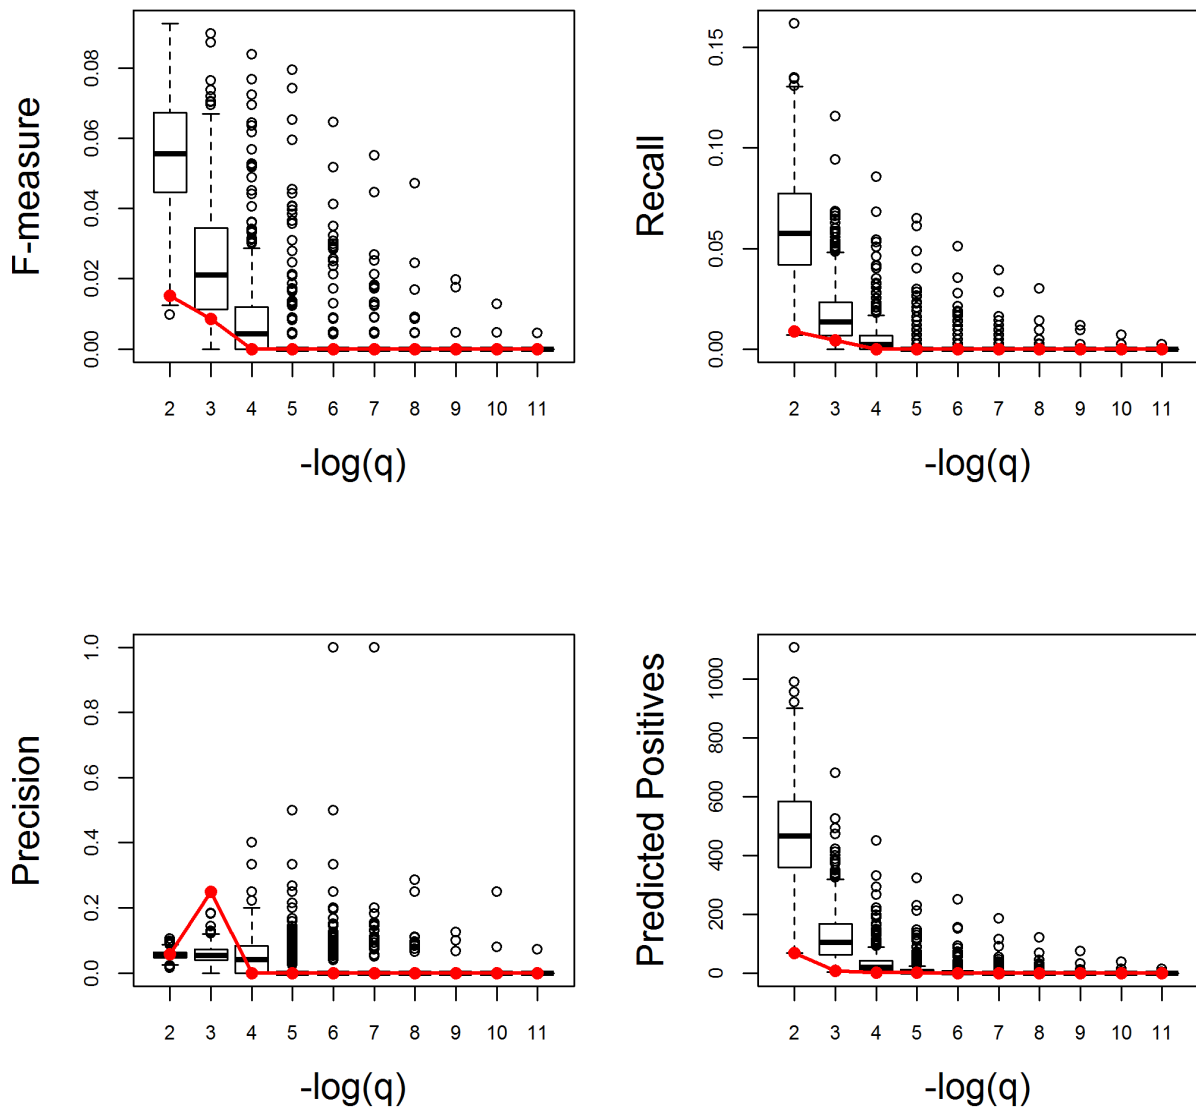 F-measure
0.00 0.02 0.04 0.06 0.08
2 3 4 5 6 7 8 9 10 11
-log(q)
Recall
0.00 0.05 0.10 0.15
2 3 4 5 6 7 8 9 10 11
-log(q)
Precision
0.0 0.2 0.4 0.6 0.8 1.0
2 3 4 5 6 7 8 9 10 11
-log(q)
Predicted Positives
0 200 400 600 800 1000
2 3 4 5 6 7 8 9 10 11
-log(q)